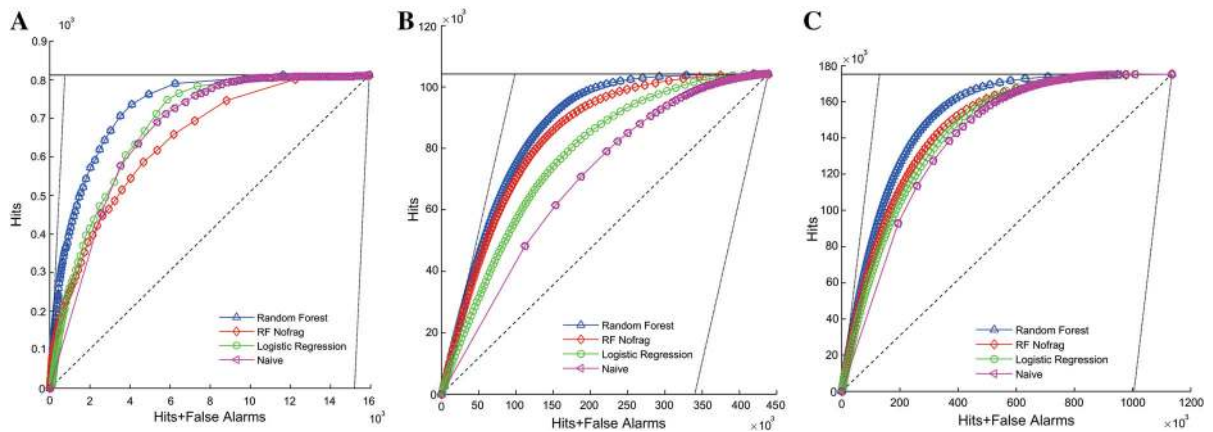 A
× 10³
0.9
0.8
0.7
0.6
0.5
0.4
0.3
0.2
0.1
0
Hits
0 2 4 6 8 10 12 14 16
Hits+False Alarms
× 10³
Random Forest
RF Nofrag
Logistic Regression
Naive
B
× 10³
120
100
80
60
40
20
0
Hits
0 50 100 150 200 250 300 350 400 450
Hits+False Alarms
× 10³
Random Forest
RF Nofrag
Logistic Regression
Naive
C
× 10³
180
160
140
120
100
80
60
40
20
0
Hits
0 200 400 600 800 1000 1200
Hits+False Alarms
× 10³
Random Forest
RF Nofrag
Logistic Regression
Naive